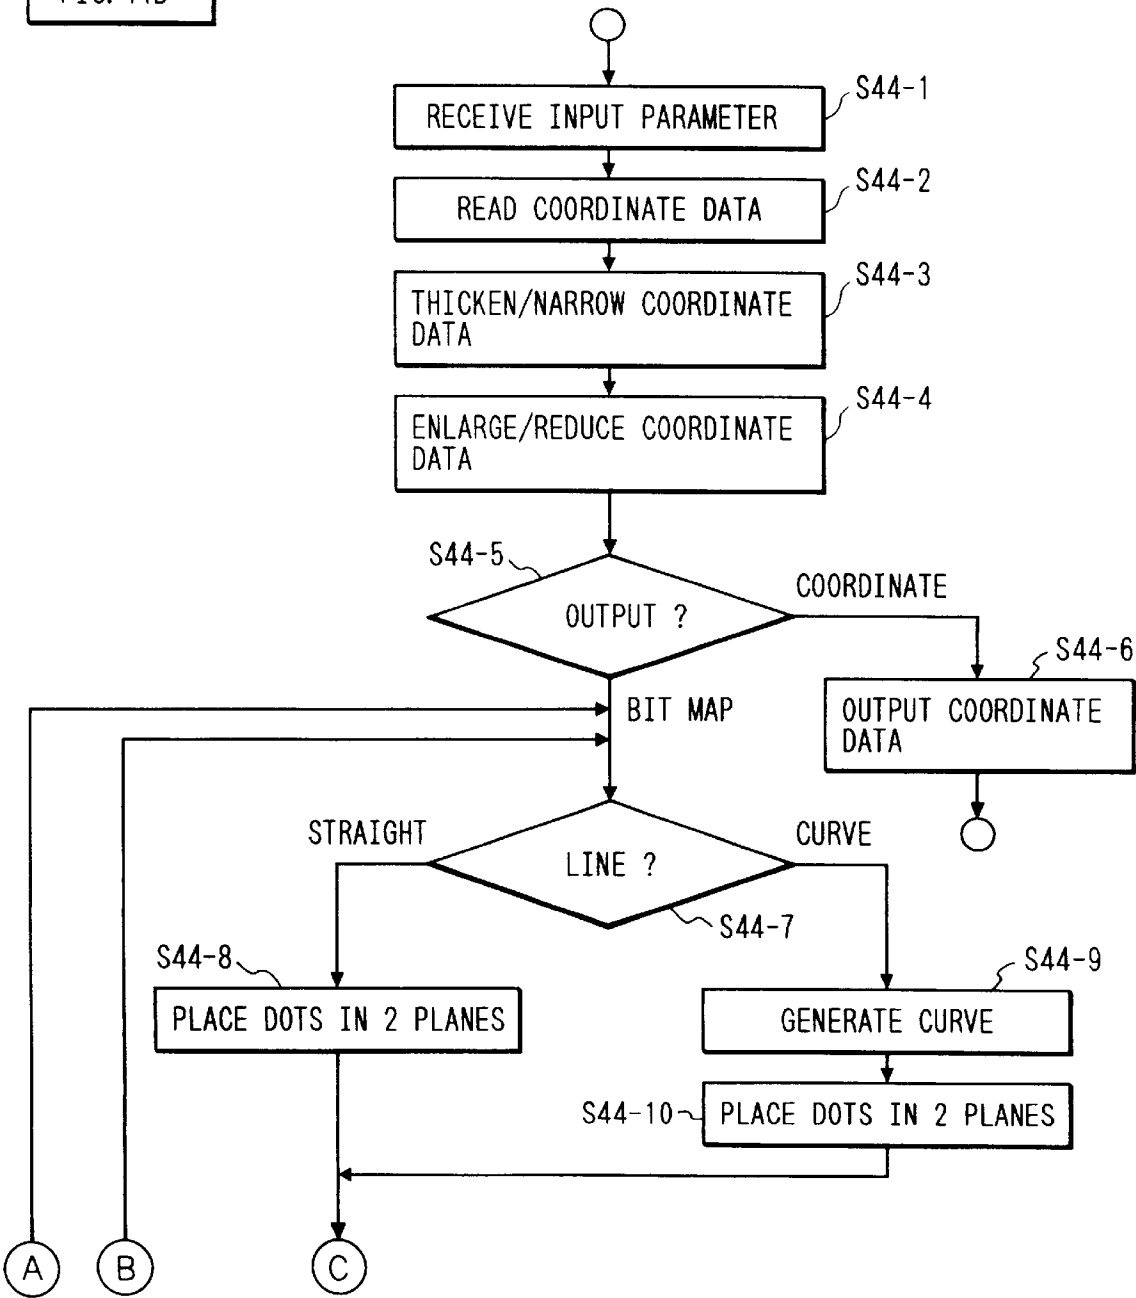 S44-1
RECEIVE INPUT PARAMETER
S44-2
READ COORDINATE DATA
S44-3
THICKEN/NARROW COORDINATE
DATA
S44-4
ENLARGE/REDUCE COORDINATE
DATA
S44-5
OUTPUT ?
COORDINATE
S44-6
OUTPUT COORDINATE
DATA
BIT MAP
STRAIGHT
LINE ?
CURVE
S44-7
S44-8
PLACE DOTS IN 2 PLANES
S44-9
GENERATE CURVE
S44-10
PLACE DOTS IN 2 PLANES
A
B
C